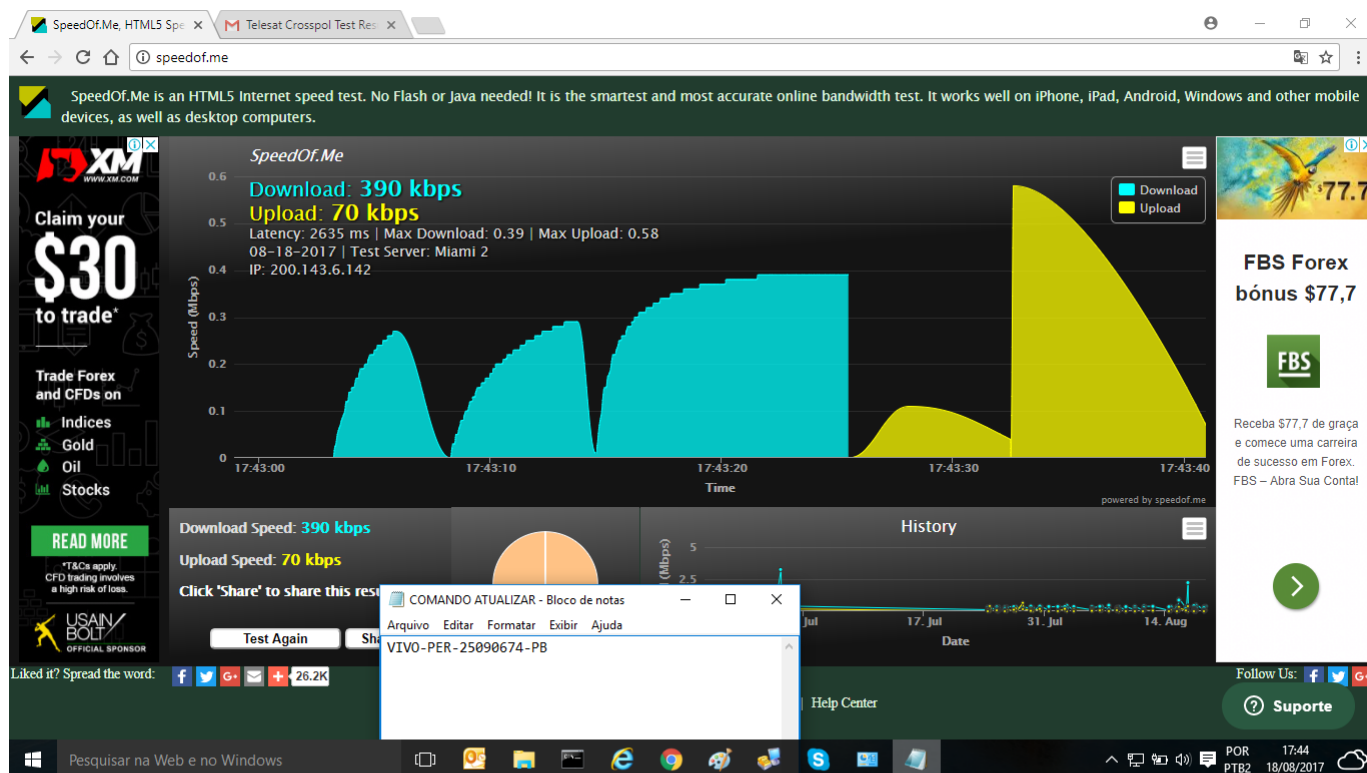 SpeedOf.Me, HTML5 Spe
Telesat Crosspol Test Res
speedof.me
SpeedOf.Me is an HTML5 Internet speed test. No Flash or Java needed! It is the smartest and most accurate online bandwidth test. It works well on iPhone, iPad, Android, Windows and other mobile
devices, as well as desktop computers.
XM
WWW.XM.COM
Claim your
$30
to trade*
Trade Forex
and CFDs on
Indices
Gold
Oil
Stocks
READ MORE
*T&Cs apply.
CFD trading involves
a high risk of loss.
USAIN
BOLT
OFFICIAL SPONSOR
SpeedOf.Me
Download: 390 kbps
Upload: 70 kbps
Latency: 2635 ms | Max Download: 0.39 | Max Upload: 0.58
08-18-2017 | Test Server: Miami 2
IP: 200.143.6.142
Download
Upload
Speed (Mbps)
0.6
0.5
0.4
0.3
0.2
0.1
0
17:43:00 17:43:10 17:43:20 17:43:30 17:43:40
Time
powered by speedof.me
$77.7
FBS Forex
bónus $77,7
FBS
Receba $77,7 de graça
e comece uma carreira
de sucesso em Forex.
FBS – Abra Sua Conta!
Download Speed: 390 kbps
Upload Speed: 70 kbps
Click 'Share' to share this
Test Again
History
(Mbps)
5
2.5
Jul 17. Jul 31. Jul 14. Aug
Date
COMANDO ATUALIZAR - Bloco de notas
Arquivo Editar Formatar Exibir Ajuda
VIVO-PER-25090674-PB
Liked it? Spread the word:
26.2K
| Help Center
Follow Us:
Suporte
Pesquisar na Web e no Windows
POR
PTB2
17:44
18/08/2017